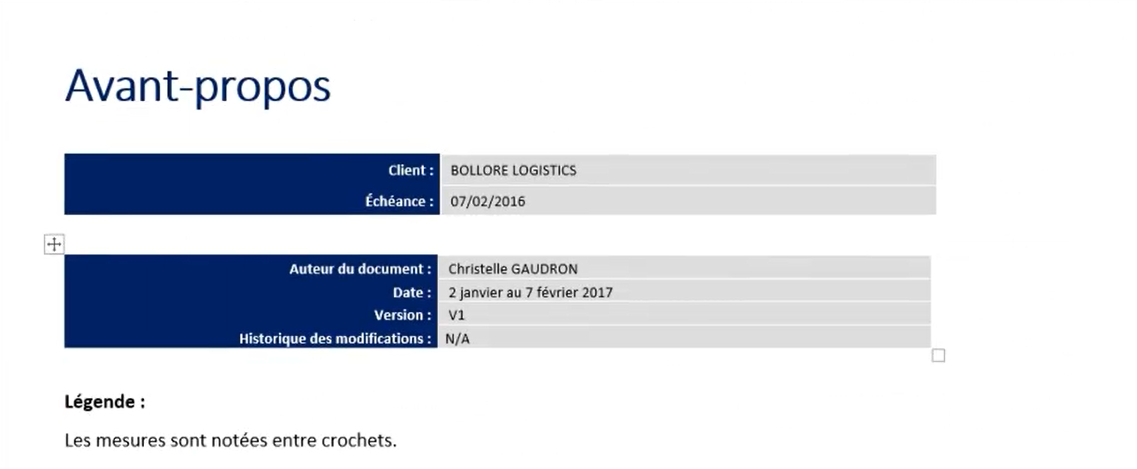 Avant-propos
Client : BOLLORE LOGISTICS
Échéance : 07/02/2016
Auteur du document : Christelle GAUDRON
Date : 2 janvier au 7 février 2017
Version : V1
Historique des modifications : N/A
Légende :
Les mesures sont notées entre crochets.